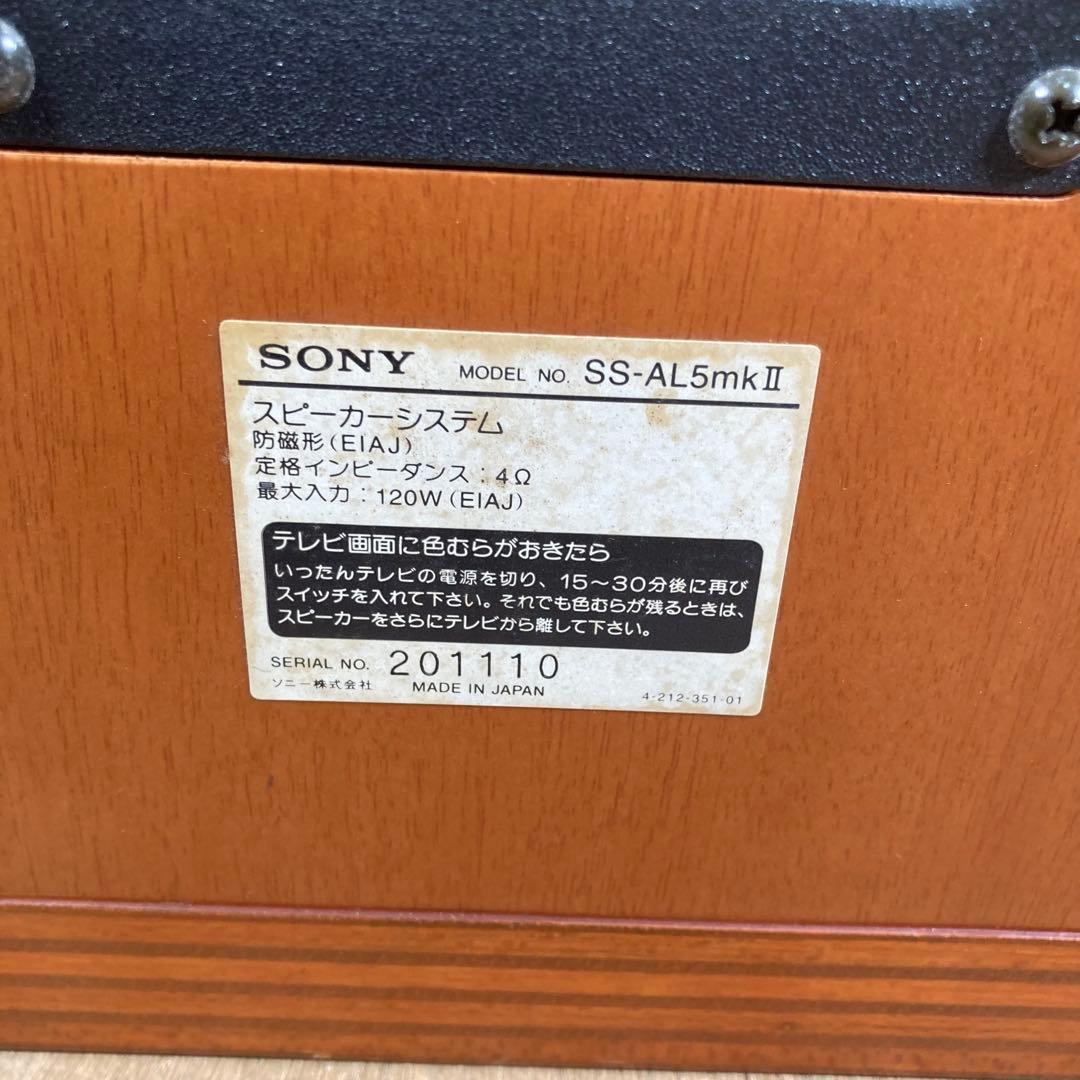 SONY MODEL NO. SS-AL5mkⅡ
スピーカーシステム
防磁形(EIAJ)
定格インピーダンス：4Ω
最大入力：120W(EIAJ)
テレビ画面に色むらがおきたら
いったんテレビの電源を切り、15～30分後に再び
スイッチを入れて下さい。それでも色むらが残るときは、
スピーカーをさらにテレビから離して下さい。
SERIAL NO. 201110
ソニー株式会社 MADE IN JAPAN 4-212-351-01